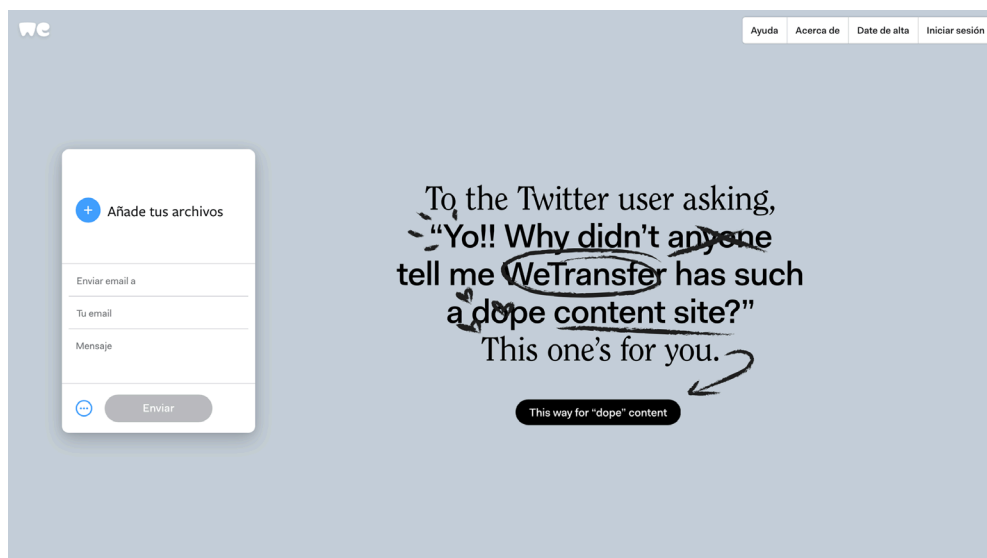 we
Ayuda
Acerca de
Date de alta
Iniciar sesión
Añade tus archivos
Enviar email a
Tu email
Mensaje
Enviar
To the Twitter user asking,
“Yo!! Why didn’t anyone
tell me WeTransfer has such
a dope content site?”
This one’s for you.
This way for “dope” content